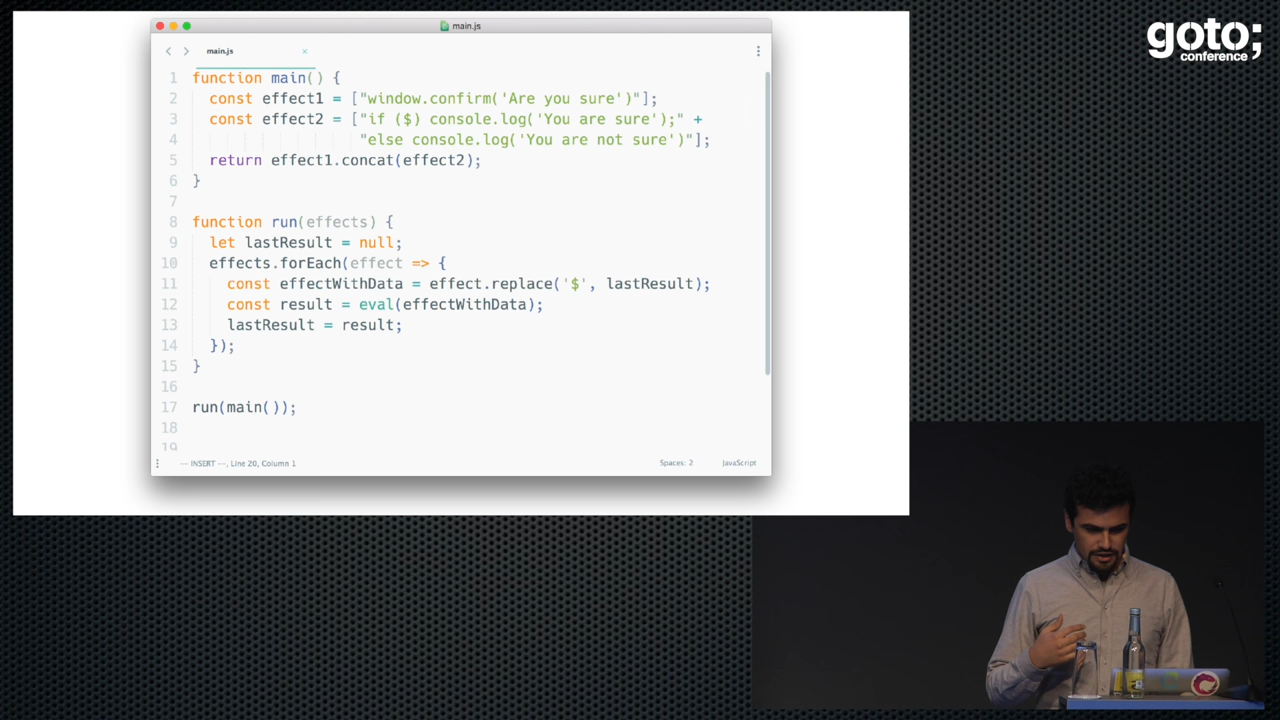 main.js
main.js
1 function main() {
2   const effect1 = ["window.confirm('Are you sure')"];
3   const effect2 = ["if ($) console.log('You are sure');" +
4                    "else console.log('You are not sure')"];
5   return effect1.concat(effect2);
6 }
7
8 function run(effects) {
9   let lastResult = null;
10   effects.forEach(effect => {
11     const effectWithData = effect.replace('$', lastResult);
12     const result = eval(effectWithData);
13     lastResult = result;
14   });
15 }
16
17 run(main());
18
19
-- INSERT --, Line 20, Column 1 Spaces: 2 JavaScript
goto;
conference